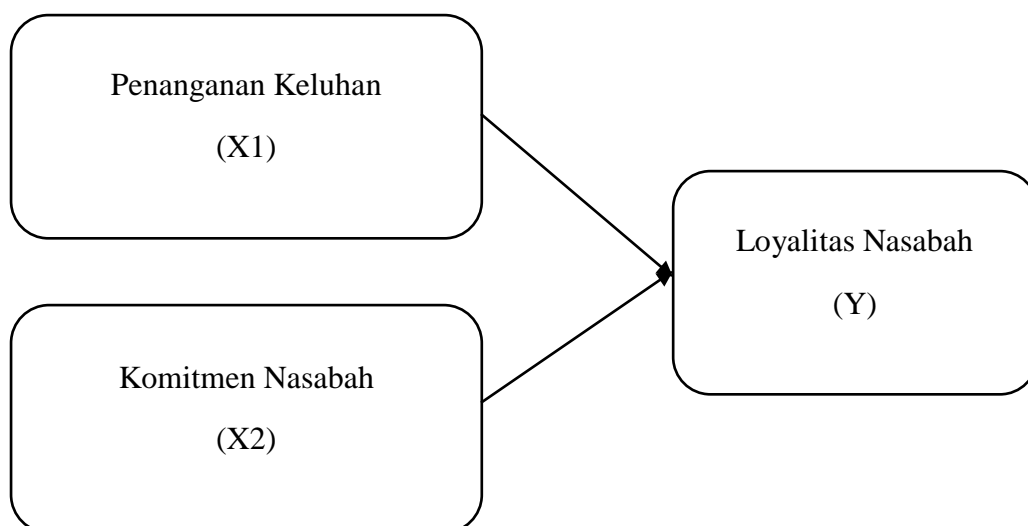 Penanganan Keluhan
(X1)
Loyalitas Nasabah
(Y)
Komitmen Nasabah
(X2)